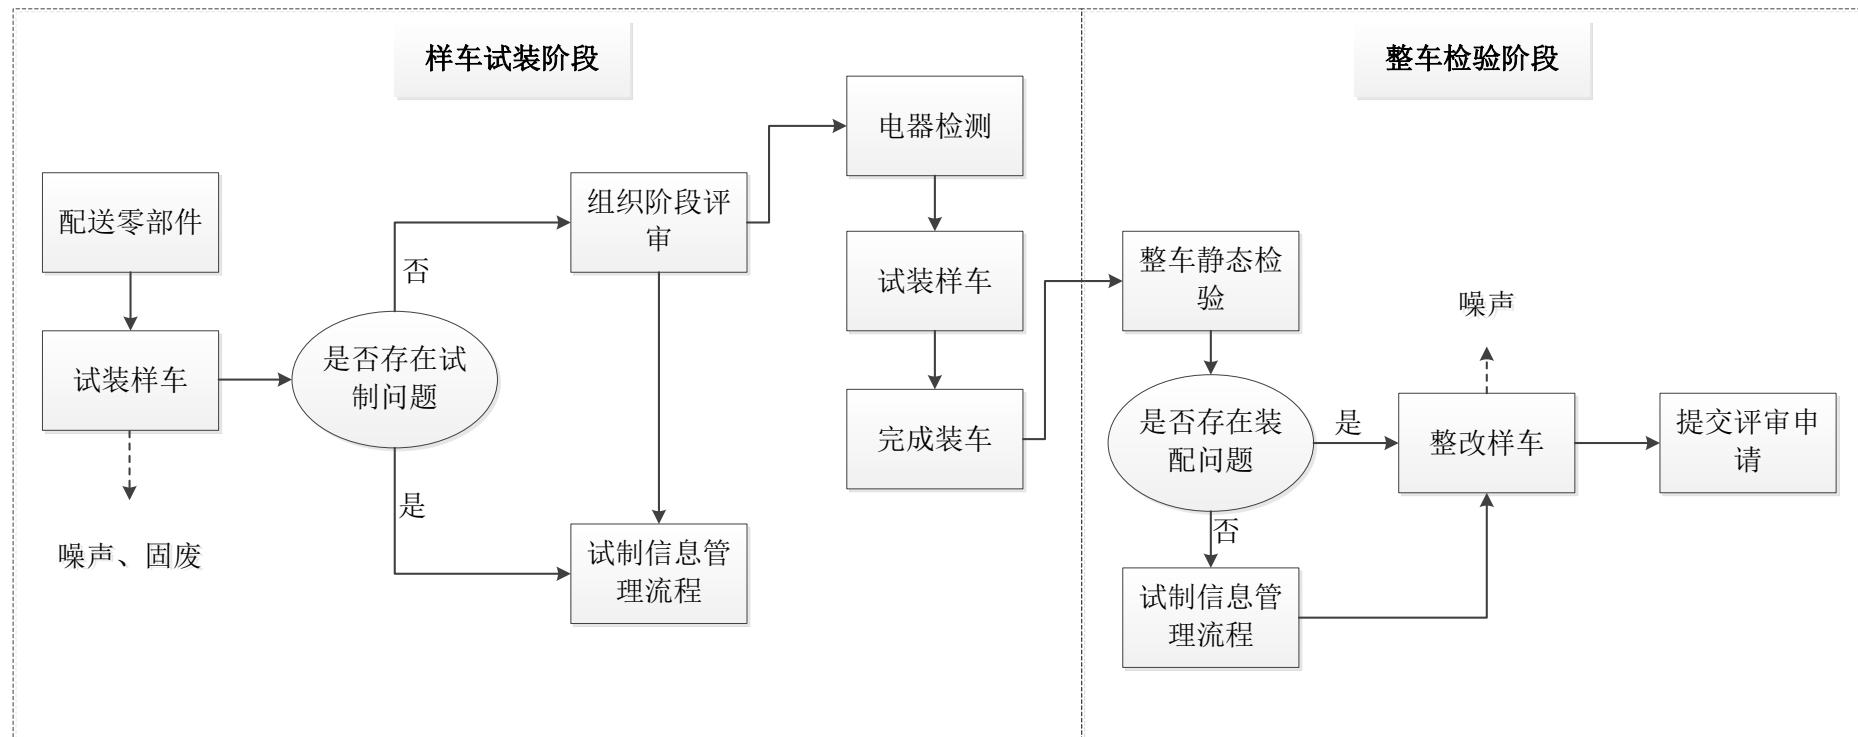 样车试装阶段
配送零部件
试装样车
噪声、固废
是否存在试
制问题
否
是
组织阶段评
审
试制信息管
理流程
电器检测
试装样车
完成装车
整车检验阶段
整车静态检
验
是否存在装
配问题
是
否
试制信息管
理流程
噪声
整改样车
提交评审申
请